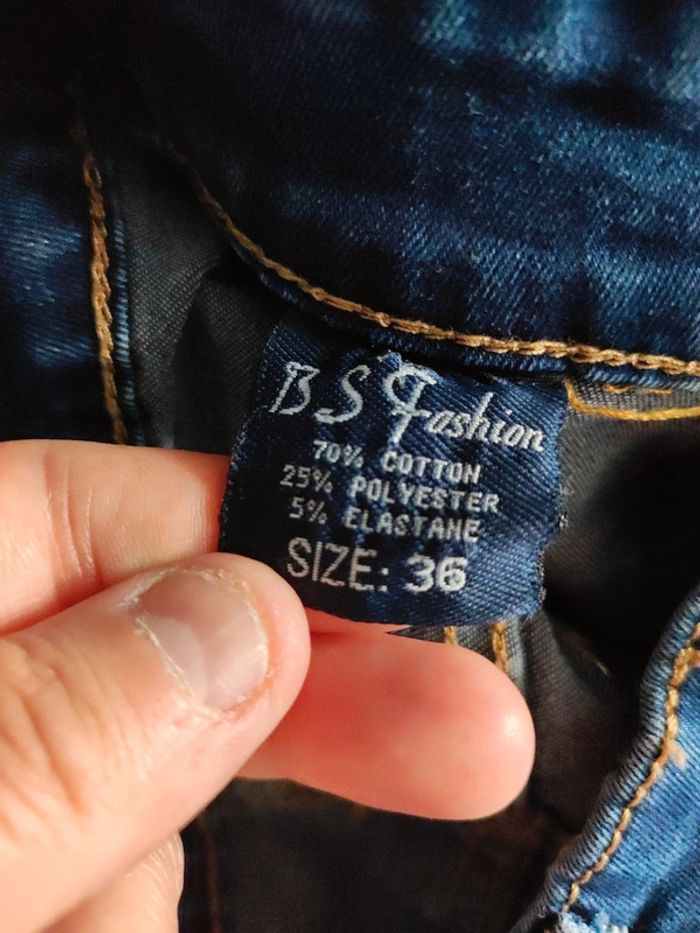 BS Fashion
70% COTTON
25% POLYESTER
5% ELASTANE
SIZE: 36